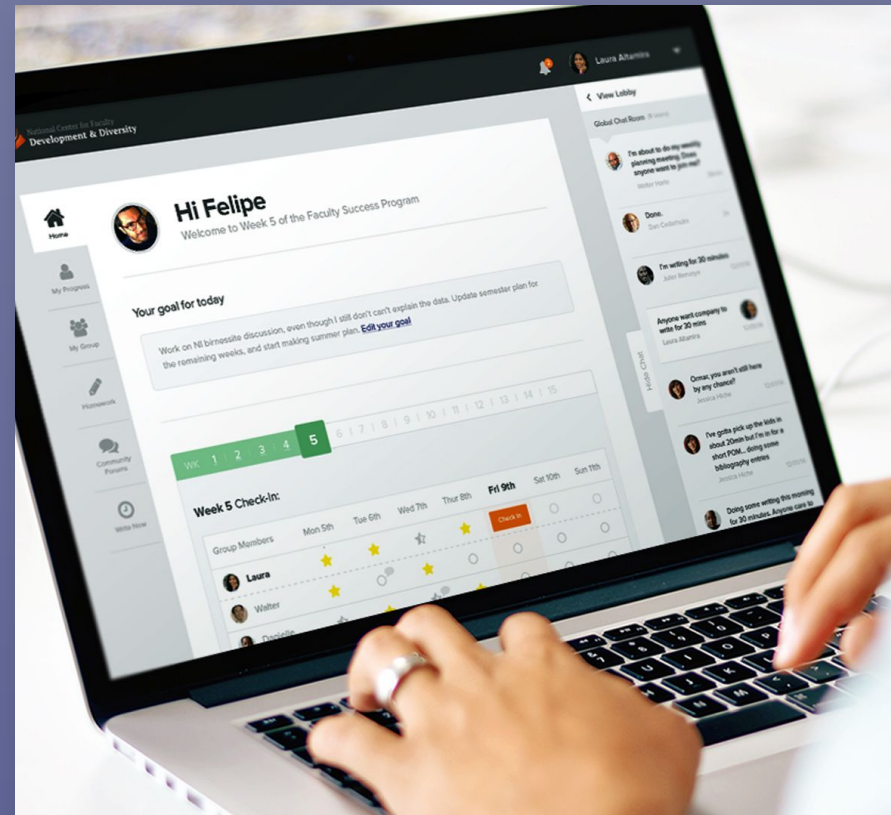 National Center for Faculty
Development & Diversity
2
Laura Altamira
Home
My Progress
My Group
Homework
Community
Forums
Write Now
Hi Felipe
Welcome to Week 5 of the Faculty Success Program
Your goal for today
Work on NI birnessite discussion, even though I still don't can't explain the data. Update semester plan for
the remaining weeks, and start making summer plan. Edit your goal
WK 1 2 3 4 5 6 7 8 9 10 11 12 13 14 15
Week 5 Check-In:
Group Members Mon 5th Tue 6th Wed 7th Thur 8th Fri 9th Sat 10th Sun 11th
Laura Check In
Walter
Danielle
View Lobby
Global Chat Room
I'm about to do my weekly
planning meeting. Does
anyone want to join me?
Done.
Dan Cederholm
I'm writing for 30 minutes
Anyone want company to
write for 30 mins
Laura Altamira
Hide Chat
Ormar, you aren't still here
by any chance?
Jessica Hiche
I've gotta pick up the kids in
about 20min but I'm in for a
short POM... doing some
bibliography entries
Jessica Hiche
Doing some writing this morning
for 30 minutes. Anyone care to